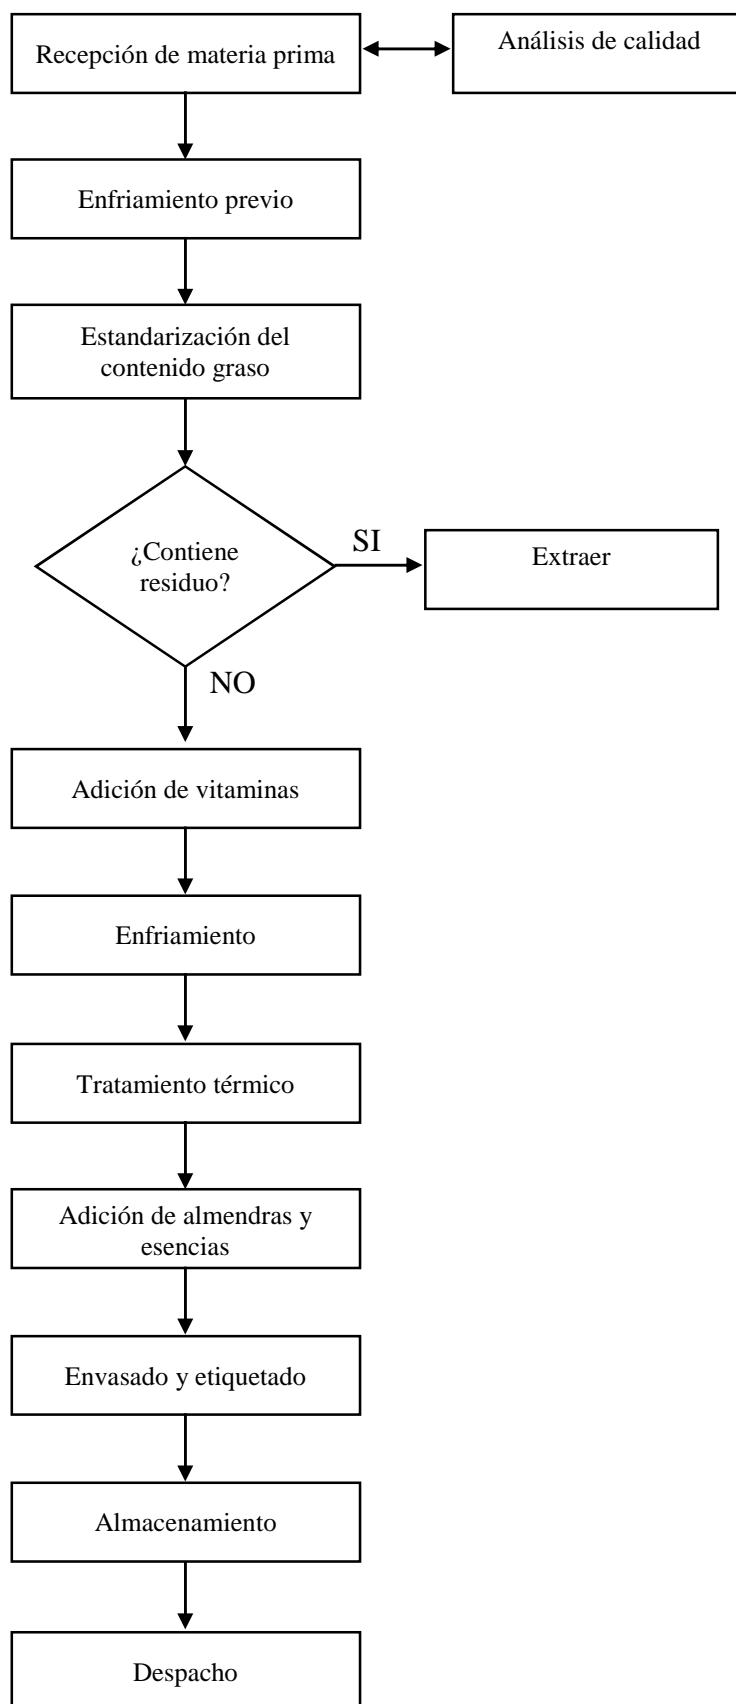 Recepción de materia prima
Análisis de calidad
Enfriamiento previo
Estandarización del
contenido graso
¿Contiene
residuo?
SI
Extraer
NO
Adición de vitaminas
Enfriamiento
Tratamiento térmico
Adición de almendras y
esencias
Envasado y etiquetado
Almacenamiento
Despacho